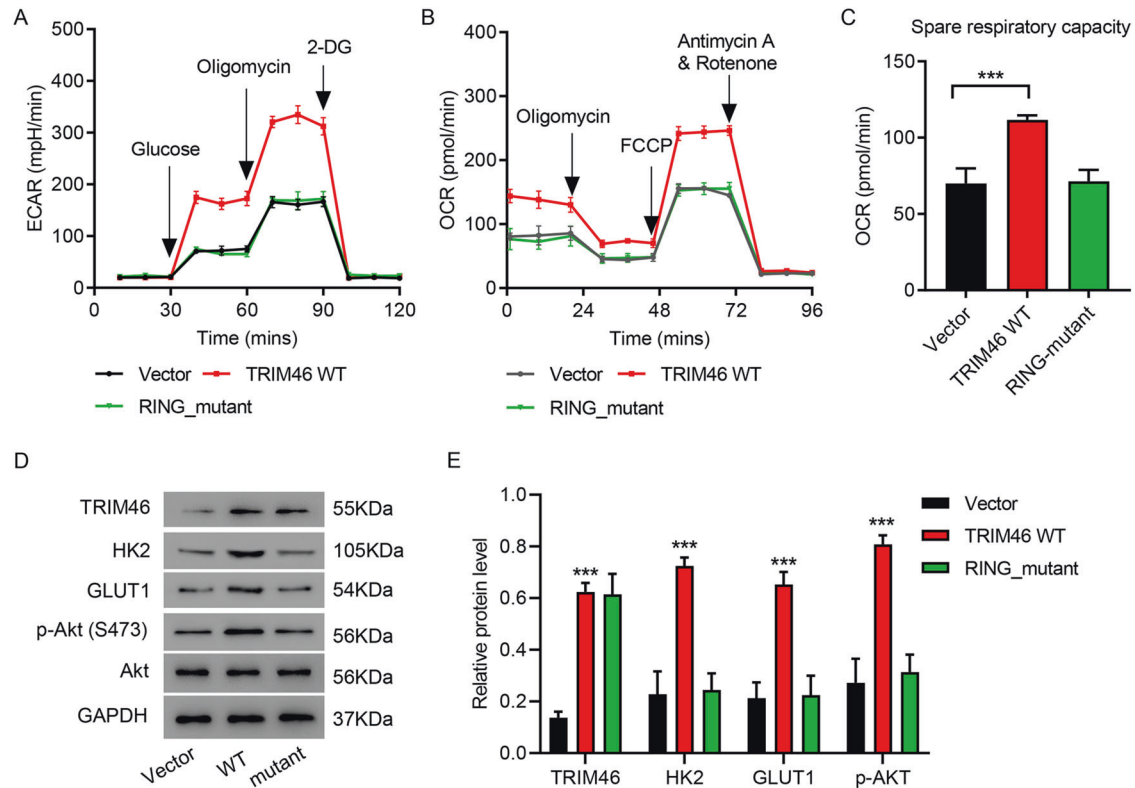 A
500
400
300
200
100
0
ECAR (mpH/min)
Glucose
Oligomycin
2-DG
0 30 60 90 120
Time (mins)
Vector TRIM46 WT
RING_mutant
B
400
300
200
100
0
OCR (pmol/min)
Oligomycin
FCCP
Antimycin A
& Rotenone
0 24 48 72 96
Time (mins)
Vector TRIM46 WT
RING_mutant
C
Spare respiratory capacity
150
100
50
0
OCR (pmol/min)
***
Vector
TRIM46 WT
RING-mutant
D
TRIM46 55KDa
HK2 105KDa
GLUT1 54KDa
p-Akt (S473) 56KDa
Akt 56KDa
GAPDH 37KDa
Vector WT mutant
E
1.0
0.8
0.6
0.4
0.2
0.0
Relative protein level
***
***
***
***
TRIM46 HK2 GLUT1 p-AKT
Vector
TRIM46 WT
RING_mutant